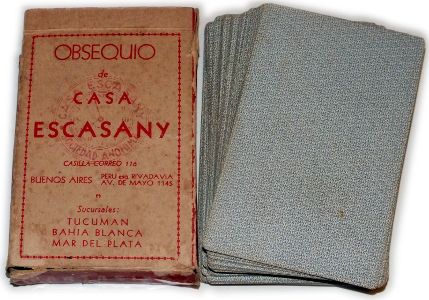 OBSEQUIO
de
CASA
ESCASANY
CASILLA-CORREO 116
BUENOS AIRES PERU esq. RIVADAVIA
AV. DE MAYO 1145
Sucursales:
TUCUMAN
BAHIA BLANCA
MAR DEL PLATA